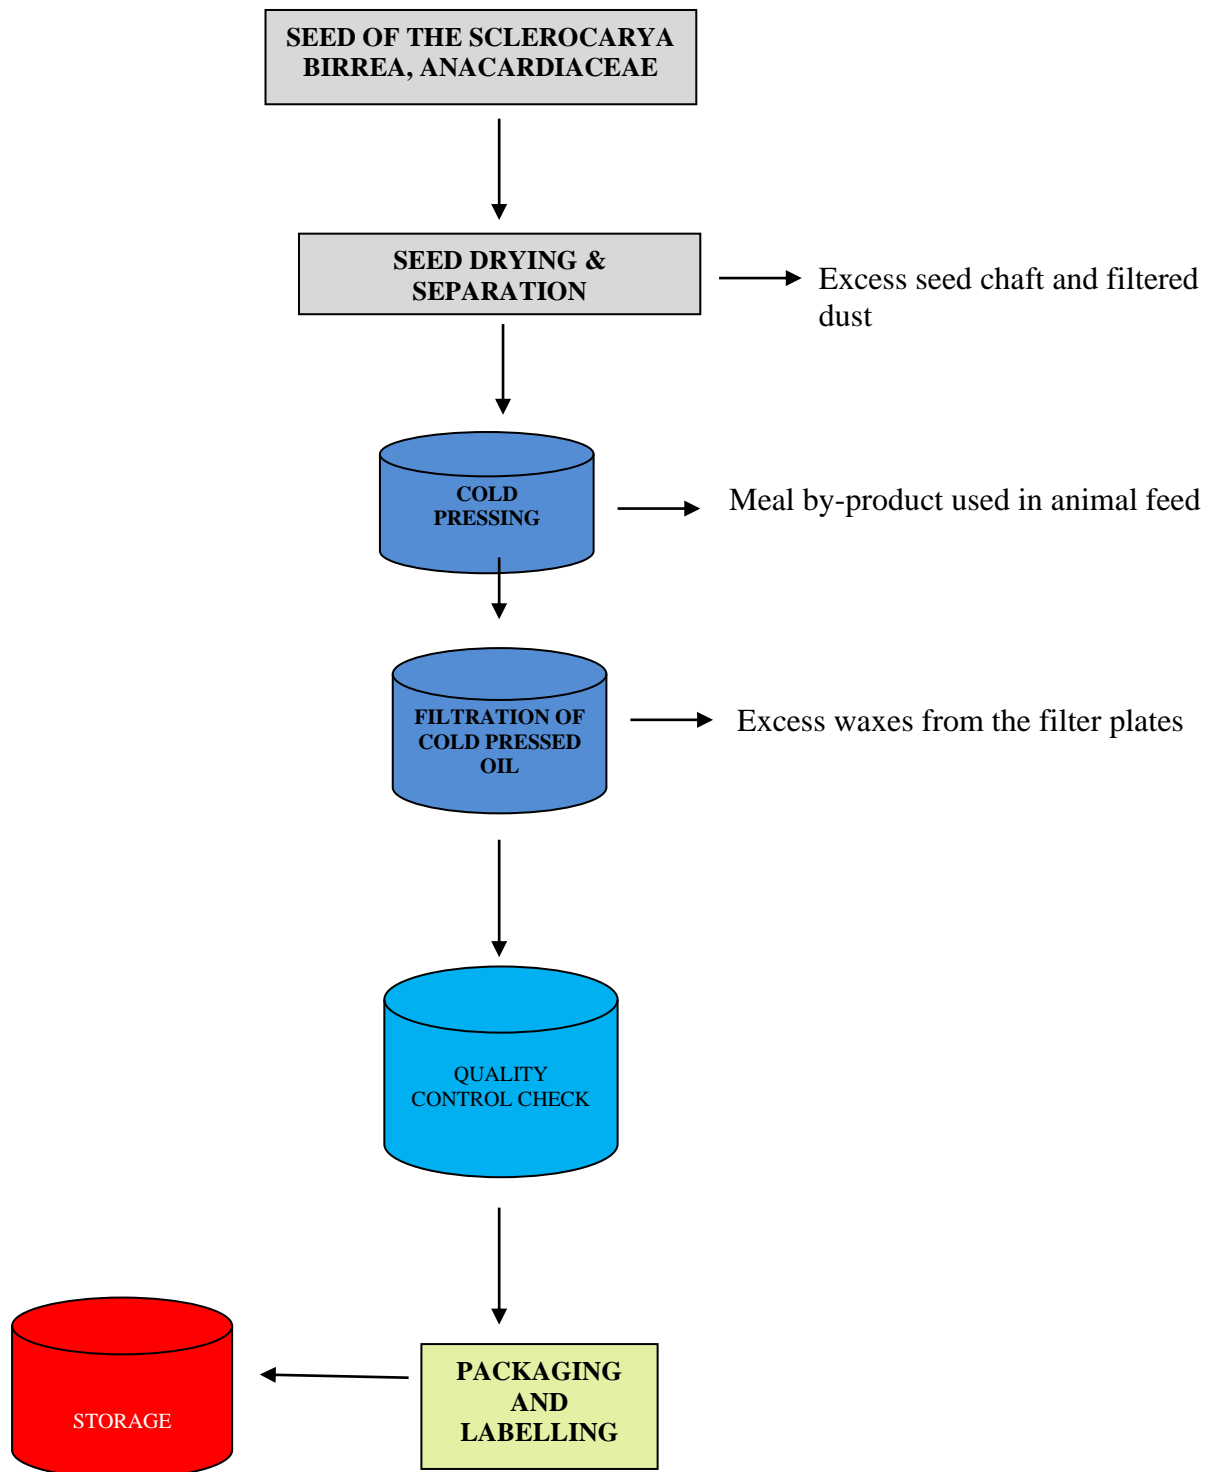 SEED OF THE SCLEROCARYA
BIRREA, ANACARDIACEAE
SEED DRYING &
SEPARATION
Excess seed chaft and filtered
dust
COLD
PRESSING
Meal by-product used in animal feed
FILTRATION OF
COLD PRESSED
OIL
Excess waxes from the filter plates
QUALITY
CONTROL CHECK
PACKAGING
AND
LABELLING
STORAGE